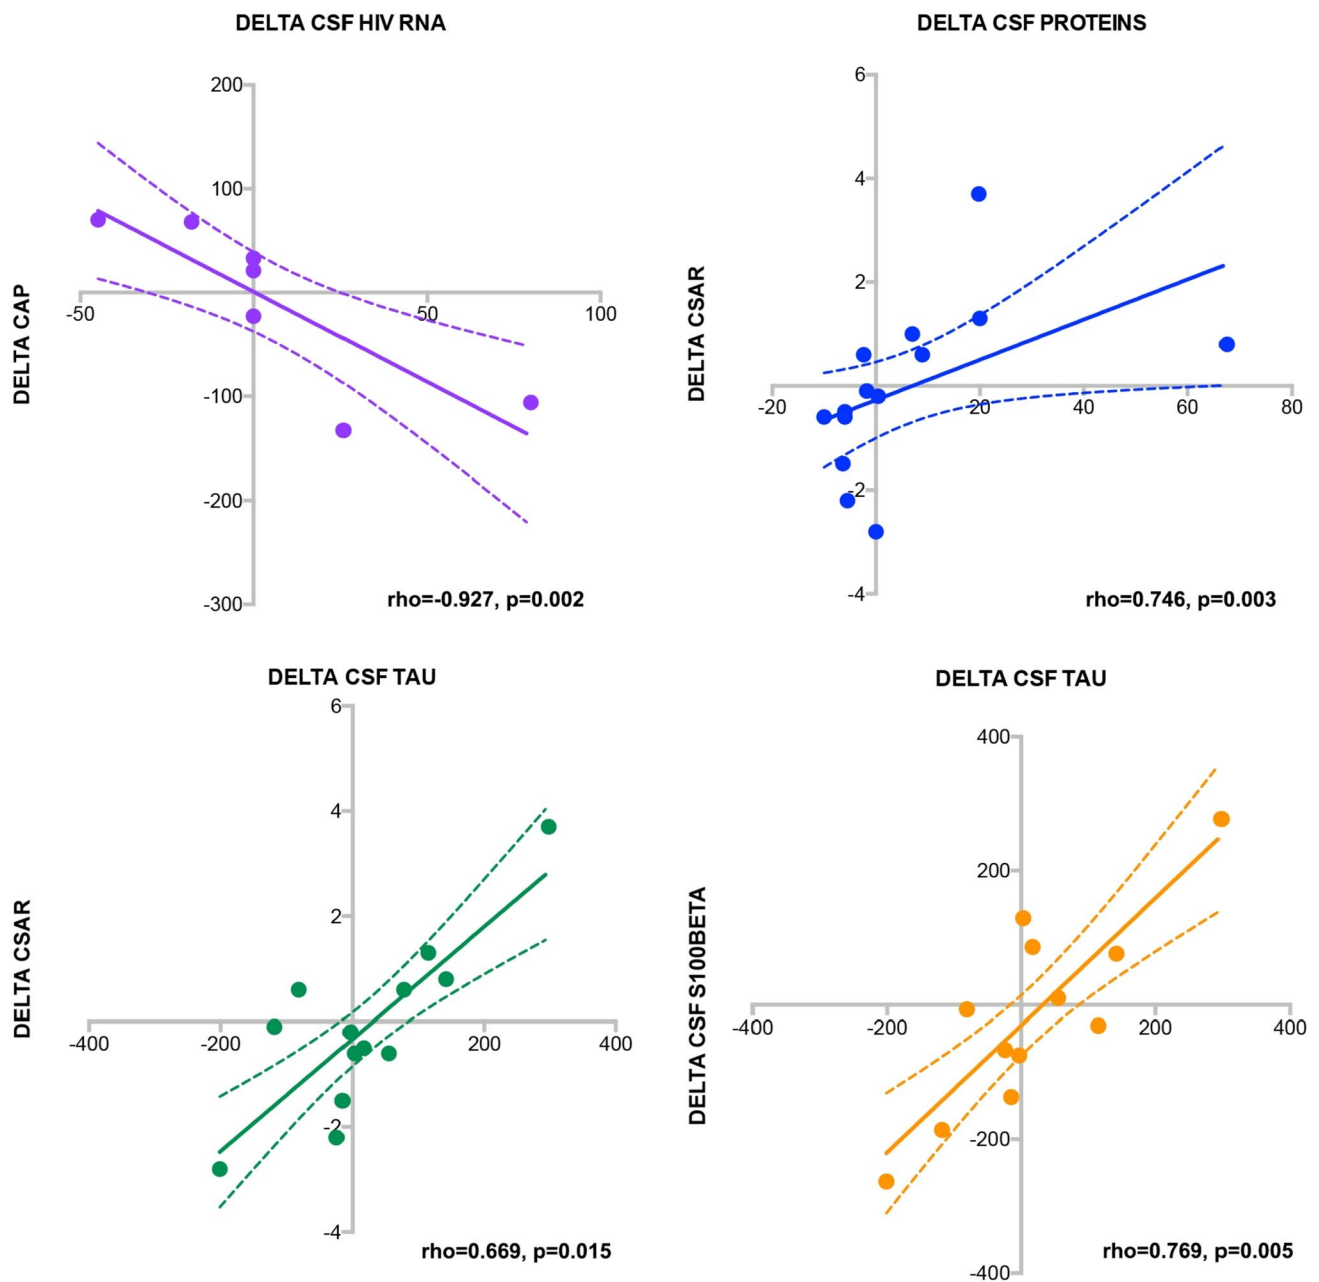 DELTA CSF HIV RNA
200
100
-50
50
100
-100
-200
-300
DELTA CAP
rho=-0.927, p=0.002
DELTA CSF PROTEINS
6
4
2
-20
20
40
60
80
-2
-4
DELTA CSAR
rho=0.746, p=0.003
DELTA CSF TAU
6
4
2
-400
-200
200
400
-2
-4
DELTA CSAR
rho=0.669, p=0.015
DELTA CSF TAU
400
200
-400
-200
200
400
-200
-400
DELTA CSF S100BETA
rho=0.769, p=0.005